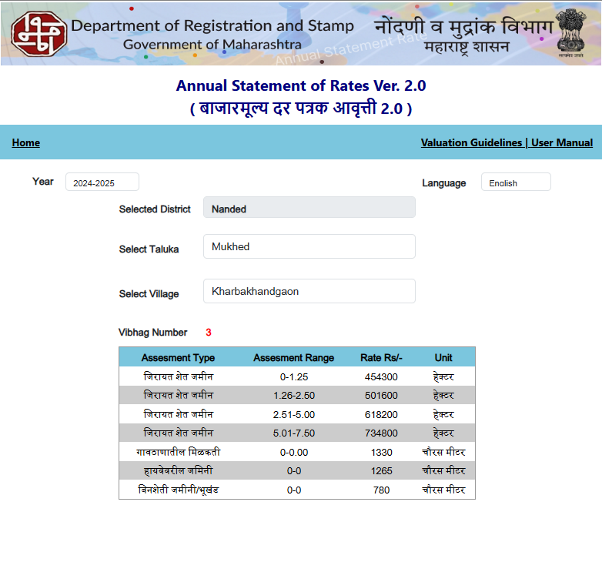 Department of Registration and Stamp
Government of Maharashtra
नोंदणी व मुद्रांक विभाग
महाराष्ट्र शासन
Annual Statement Rate
Annual Statement of Rates Ver. 2.0
( बाजारमूल्य दर पत्रक आवृत्ती 2.0 )
Home Valuation Guidelines | User Manual
Year 2024-2025 Language English
Selected District Nanded
Select Taluka Mukhed
Select Village Kharbakhandgaon
Vibhag Number 3
Assesment Type Assesment Range Rate Rs/- Unit
जिरायत शेत जमीन 0-1.25 454300 हेक्टर
जिरायत शेत जमीन 1.26-2.50 501600 हेक्टर
जिरायत शेत जमीन 2.51-5.00 618200 हेक्टर
जिरायत शेत जमीन 5.01-7.50 734800 हेक्टर
गावठाणातील मिळकती 0-0.00 1330 चौरस मीटर
हायवेवरील जमिनी 0-0 1265 चौरस मीटर
बिनशेती जमीनी/भूखंड 0-0 780 चौरस मीटर